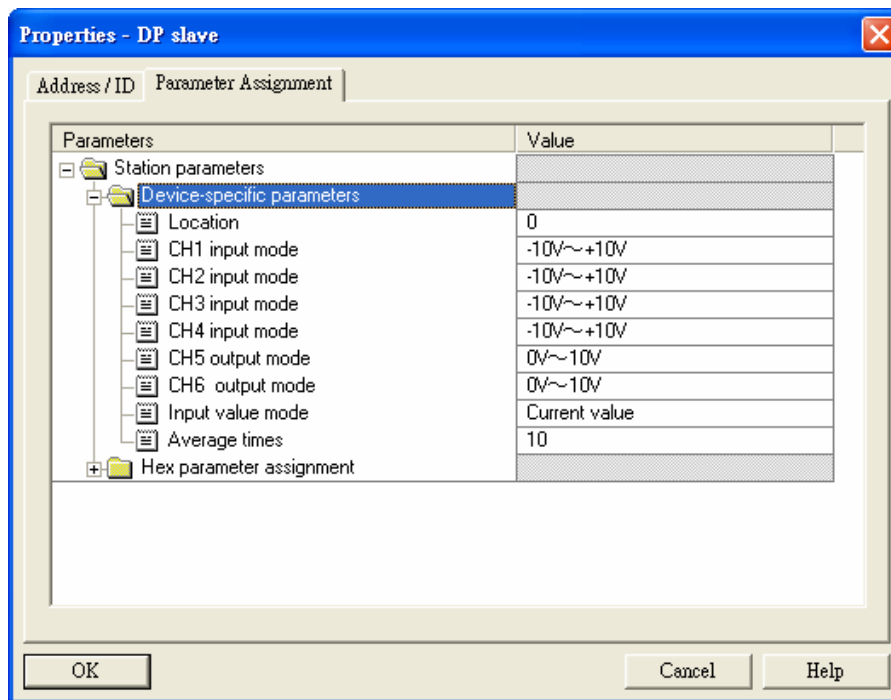 Properties - DP slave
Address / ID Parameter Assignment
Parameters Value
Station parameters
Device-specific parameters
Location 0
CH1 input mode -10V～+10V
CH2 input mode -10V～+10V
CH3 input mode -10V～+10V
CH4 input mode -10V～+10V
CH5 output mode 0V～10V
CH6 output mode 0V～10V
Input value mode Current value
Average times 10
Hex parameter assignment
OK Cancel Help